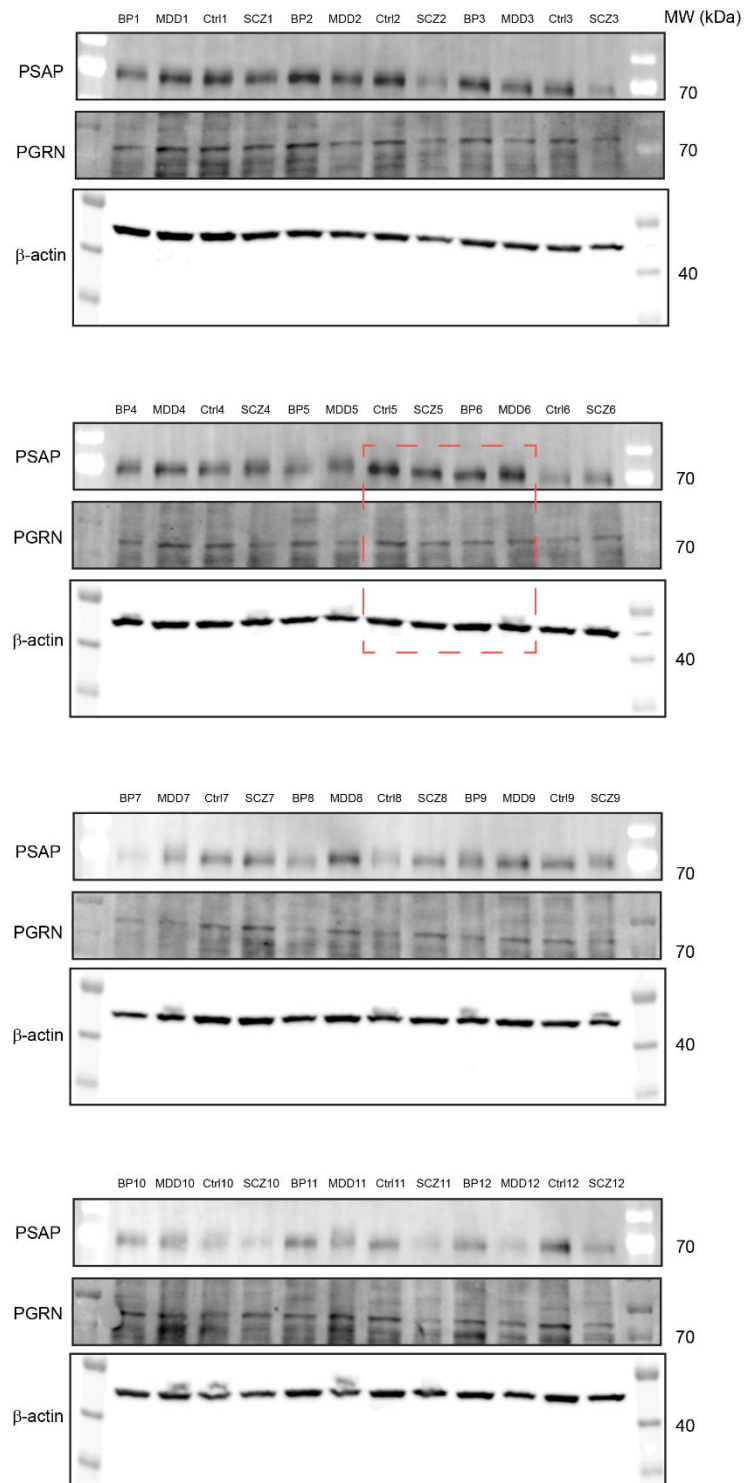 BP1 MDD1 Ctrl1 SCZ1 BP2 MDD2 Ctrl2 SCZ2 BP3 MDD3 Ctrl3 SCZ3 MW (kDa)
PSAP 70
PGRN 70
β-actin 40
BP4 MDD4 Ctrl4 SCZ4 BP5 MDD5 Ctrl5 SCZ5 BP6 MDD6 Ctrl6 SCZ6
PSAP 70
PGRN 70
β-actin 40
BP7 MDD7 Ctrl7 SCZ7 BP8 MDD8 Ctrl8 SCZ8 BP9 MDD9 Ctrl9 SCZ9
PSAP 70
PGRN 70
β-actin 40
BP10 MDD10 Ctrl10 SCZ10 BP11 MDD11 Ctrl11 SCZ11 BP12 MDD12 Ctrl12 SCZ12
PSAP 70
PGRN 70
β-actin 40